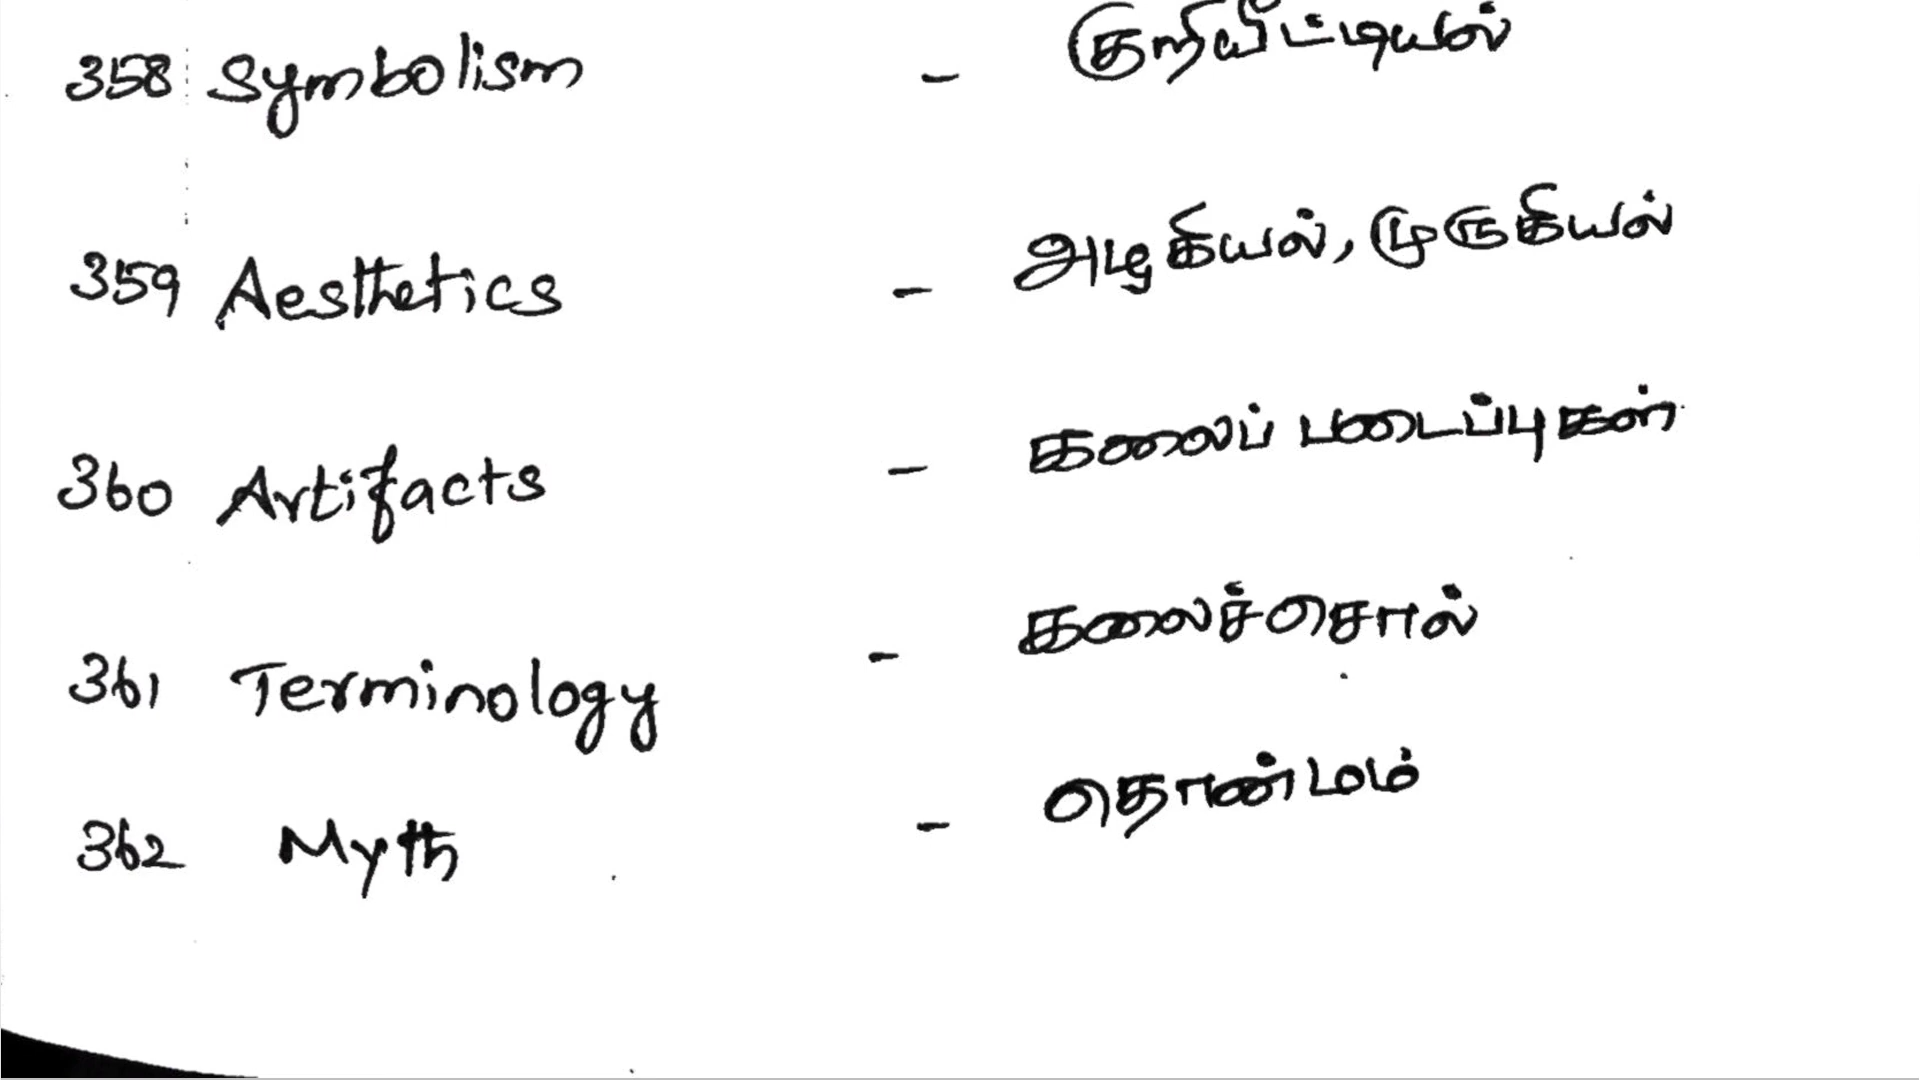 358 Symbolism - குறியீட்டியல்
359 Aesthetics - அழகியல், முருகியல்
360 Artifacts - கலைப் படைப்புகள்
361 Terminology - கலைச்சொல்
362 Myth - தொண்மம்